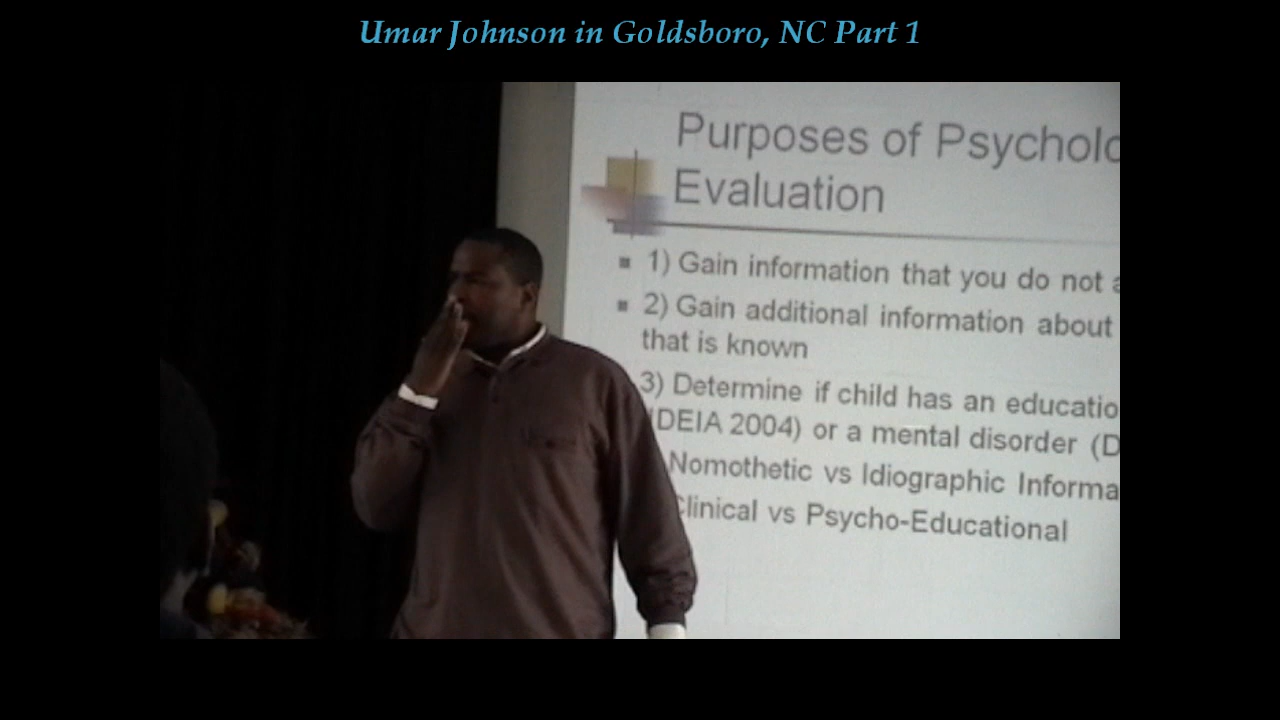 Umar Johnson in Goldsboro, NC Part 1
Purposes of Psycholo
Evaluation
1) Gain information that you do not a
2) Gain additional information about
that is known
3) Determine if child has an educatio
(DEIA 2004) or a mental disorder (D
Nomothetic vs Idiographic Informa
Clinical vs Psycho-Educational